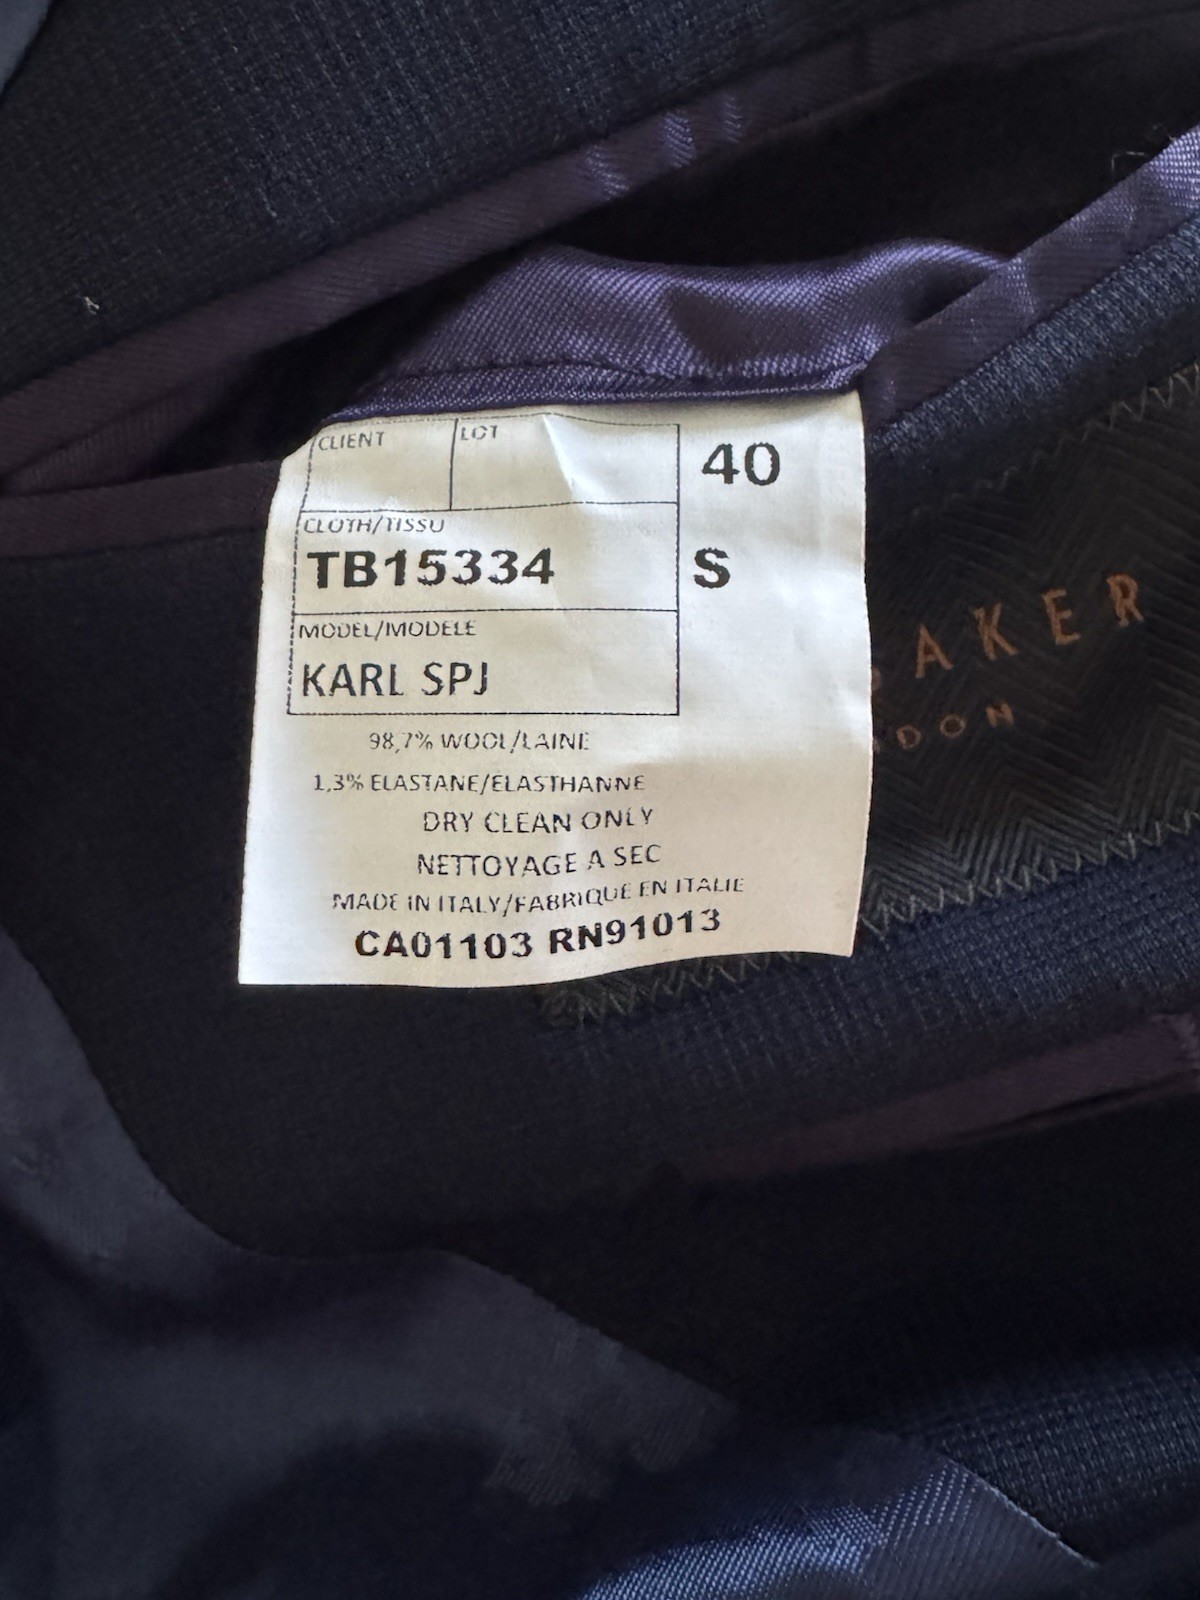 CLIENT LOT
40
CLOTH/TISSU
TB15334 S
MODEL/MODELE
KARL SPJ
98,7% WOOL/LAINE
1,3% ELASTANE/ELASTHANNE
DRY CLEAN ONLY
NETTOYAGE A SEC
MADE IN ITALY/FABRIQUE EN ITALIE
CA01103 RN91013
AKER
DON